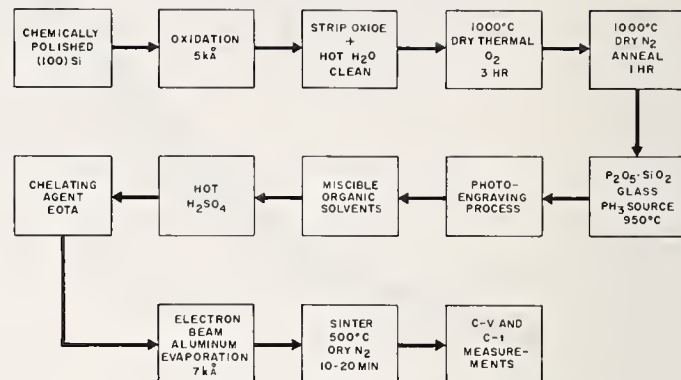 CHEMICALLY
POLISHED
(100) Si
OXIDATION
5kÅ
STRIP OXIDE
+
HOT H2O
CLEAN
1000°C
DRY THERMAL
O2
3 HR
1000°C
DRY N2
ANNEAL
1 HR
P2O5·SiO2
GLASS
PH3 SOURCE
950°C
PHOTO-
ENGRAVING
PROCESS
MISCIBLE
ORGANIC
SOLVENTS
HOT
H2SO4
CHELATING
AGENT
EOTA
ELECTRON
BEAM
ALUMINUM
EVAPORATION
7kÅ
SINTER
500°C
ORY N2
10-20 MIN
C-V AND
C-t
MEASURE-
MENTS